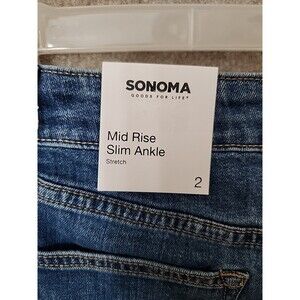 SONOMA
GOODS FOR LIFE®
Mid Rise
Slim Ankle
Stretch
2